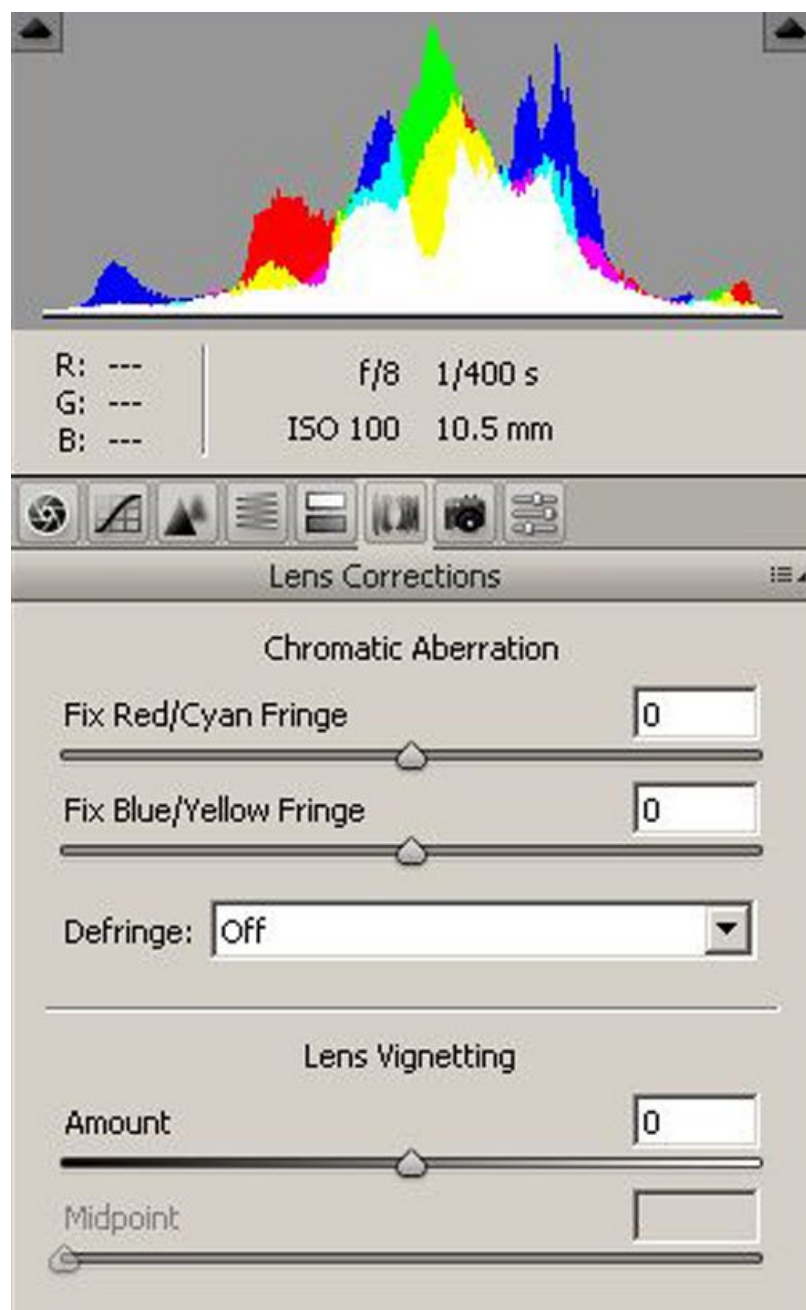 R: --- f/8 1/400 s
G: ---
B: --- ISO 100 10.5 mm
Lens Corrections
Chromatic Aberration
Fix Red/Cyan Fringe 0
Fix Blue/Yellow Fringe 0
Defringe: Off
Lens Vignetting
Amount 0
Midpoint